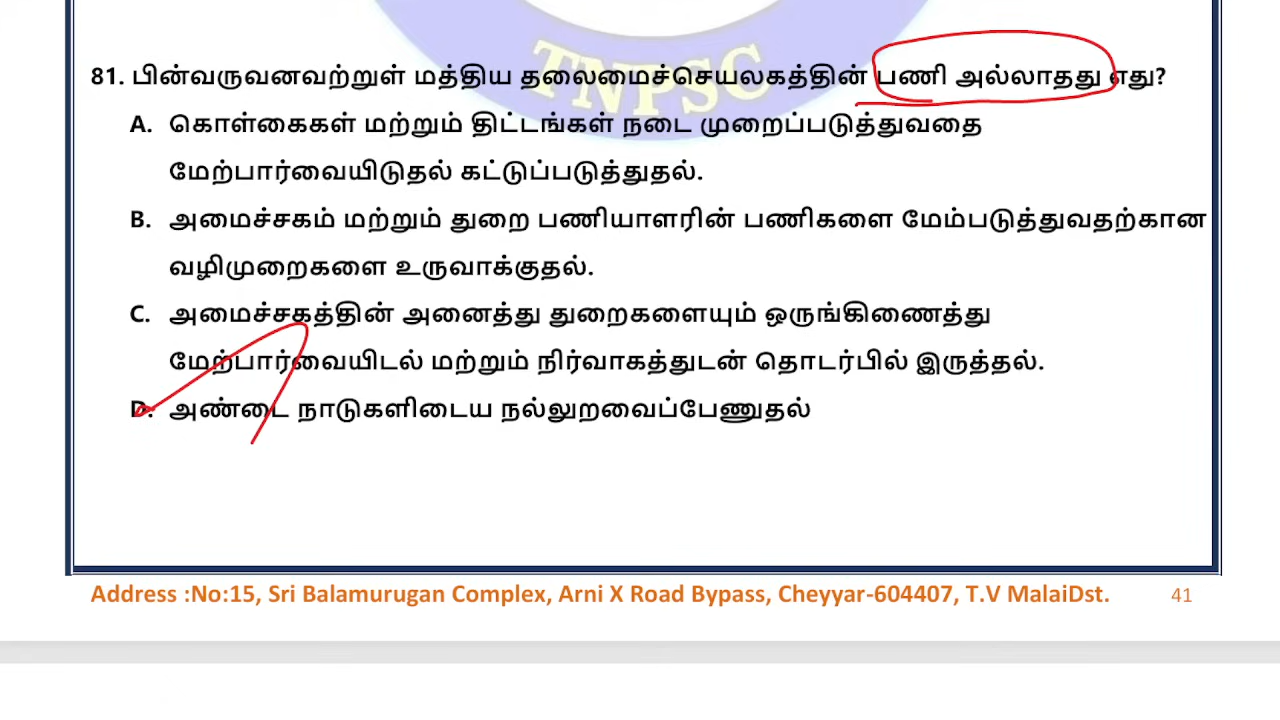 TNPSC
81. பின்வருவனவற்றுள் மத்திய தலைமைச்செயலகத்தின் பணி அல்லாதது எது?
A. கொள்கைகள் மற்றும் திட்டங்கள் நடை முறைப்படுத்துவதை
மேற்பார்வையிடுதல் கட்டுப்படுத்துதல்.
B. அமைச்சகம் மற்றும் துறை பணியாளரின் பணிகளை மேம்படுத்துவதற்கான
வழிமுறைகளை உருவாக்குதல்.
C. அமைச்சகத்தின் அனைத்து துறைகளையும் ஒருங்கிணைத்து
மேற்பார்வையிடல் மற்றும் நிர்வாகத்துடன் தொடர்பில் இருத்தல்.
D. அண்டை நாடுகளிடைய நல்லுறவைப்பேணுதல்
Address :No:15, Sri Balamurugan Complex, Arni X Road Bypass, Cheyyar-604407, T.V MalaiDst. 41